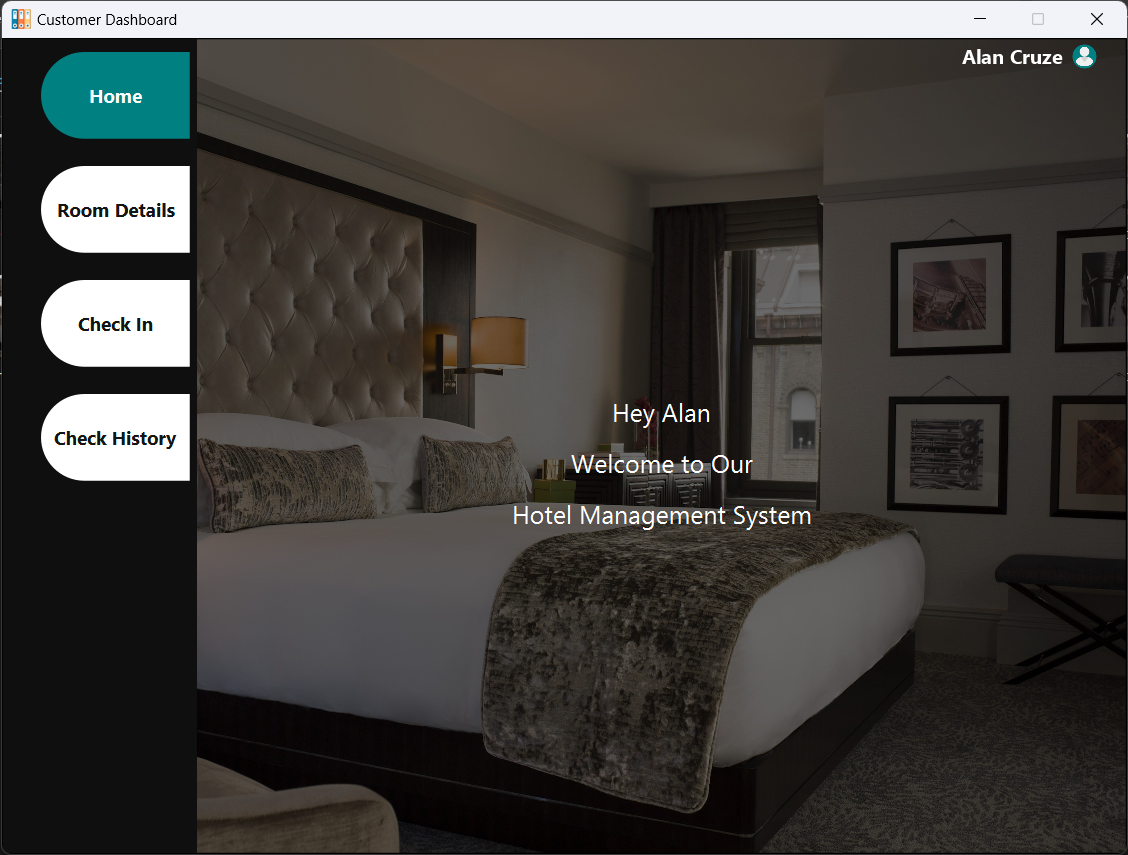 Customer Dashboard
Alan Cruze
Home
Room Details
Check In
Check History
Hey Alan
Welcome to Our
Hotel Management System